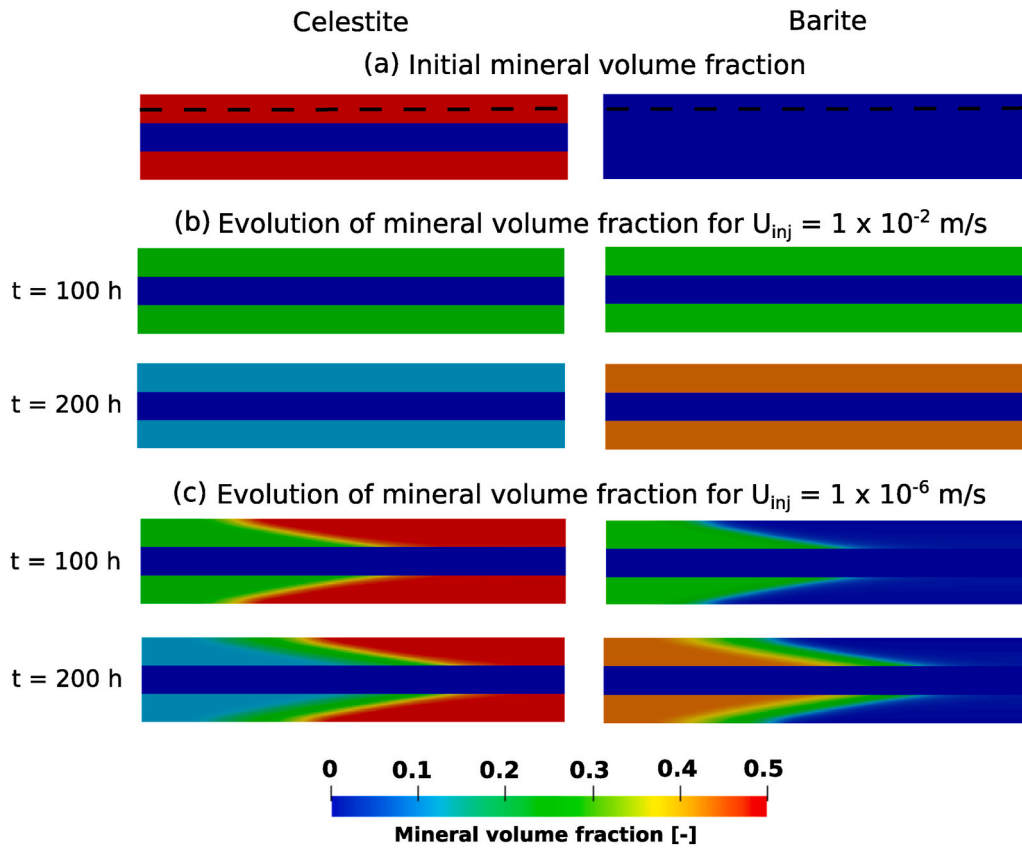 Celestite Barite
(a) Initial mineral volume fraction
(b) Evolution of mineral volume fraction for U_inj = 1 x 10^-2 m/s
t = 100 h
t = 200 h
(c) Evolution of mineral volume fraction for U_inj = 1 x 10^-6 m/s
t = 100 h
t = 200 h
0 0.1 0.2 0.3 0.4 0.5
Mineral volume fraction [-]